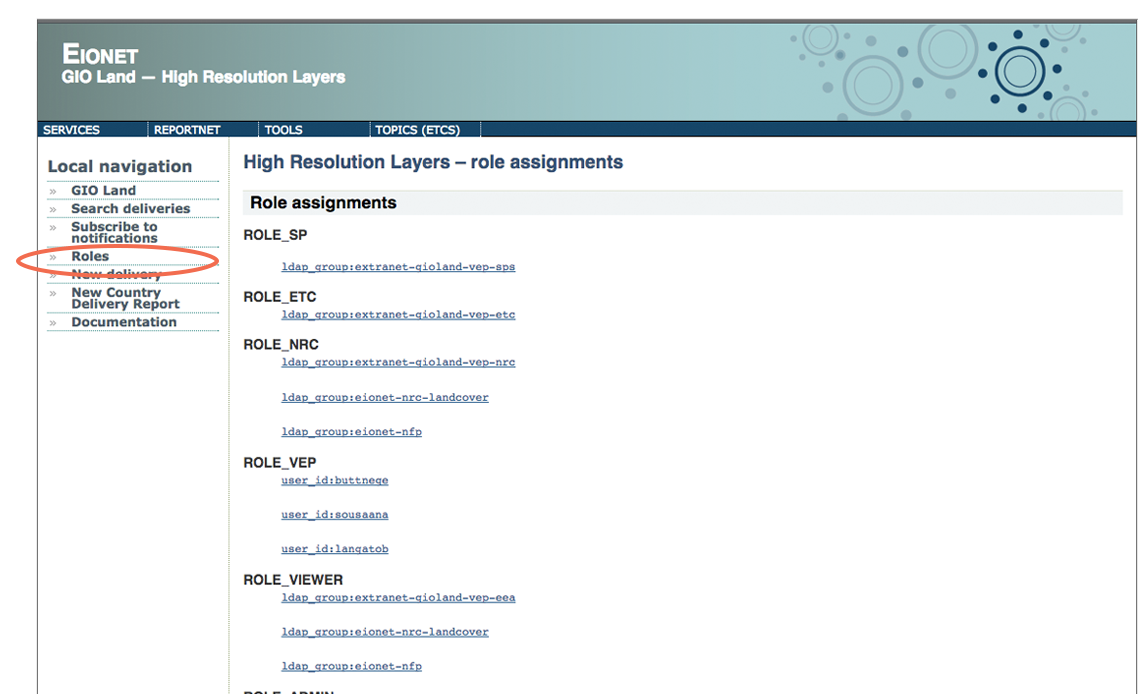 EIONET
GIO Land — High Resolution Layers
SERVICES
REPORTNET
TOOLS
TOPICS (ETCS)
Local navigation
» GIO Land
» Search deliveries
» Subscribe to
notifications
» Roles
» New delivery
» New Country
Delivery Report
» Documentation
High Resolution Layers – role assignments
Role assignments
ROLE_SP
ldap_group:extranet-gioland-vep-sps
ROLE_ETC
ldap_group:extranet-gioland-vep-etc
ROLE_NRC
ldap_group:extranet-gioland-vep-nrc
ldap_group:eionet-nrc-landcover
ldap_group:eionet-nfp
ROLE_VEP
user_id:buttnege
user_id:sousaana
user_id:langatob
ROLE_VIEWER
ldap_group:extranet-gioland-vep-eea
ldap_group:eionet-nrc-landcover
ldap_group:eionet-nfp
ROLE_ADMIN